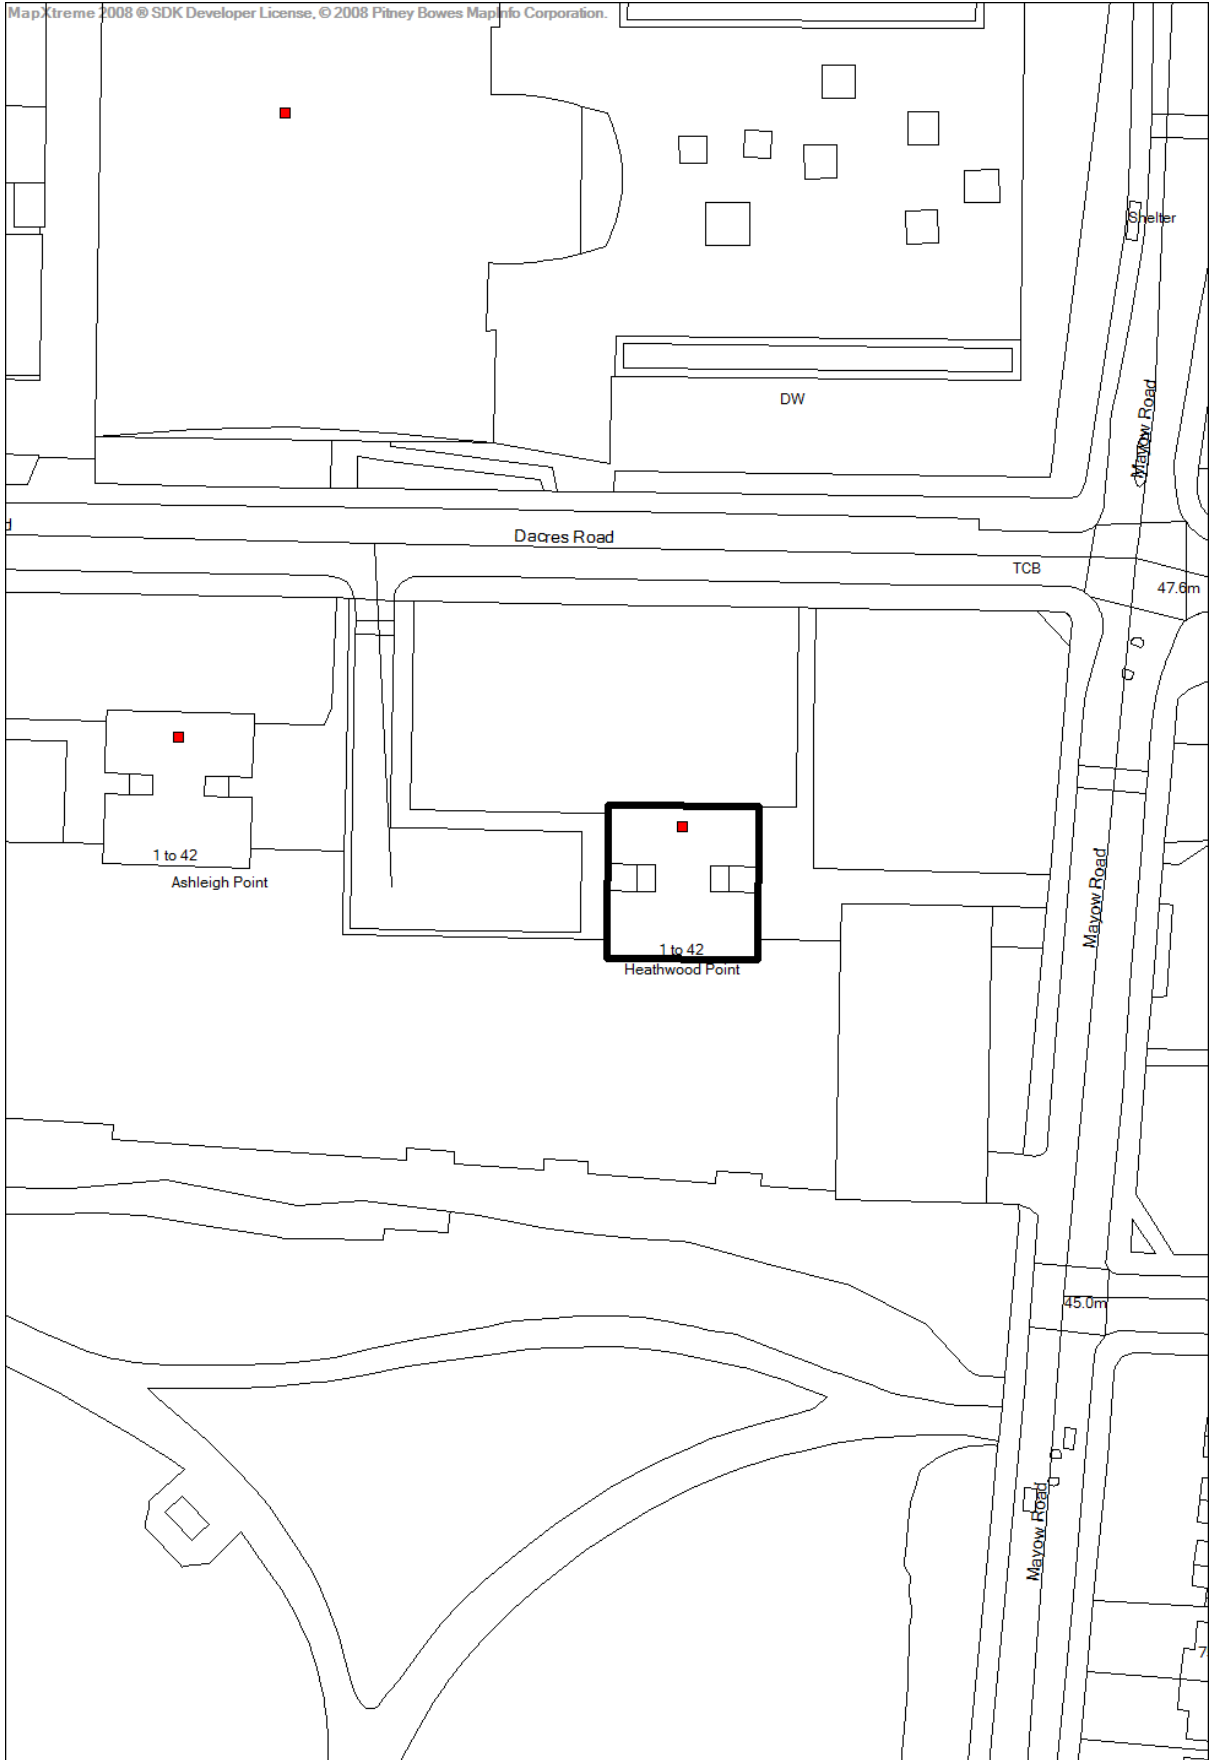 MapXtreme 2008 ® SDK Developer License, © 2008 Pitney Bowes MapInfo Corporation.
Shelter
DW
Mayow Road
Dacres Road
TCB
47.6m
1 to 42
Ashleigh Point
Mayow Road
1 to 42
Heathwood Point
45.0m
Mayow Road